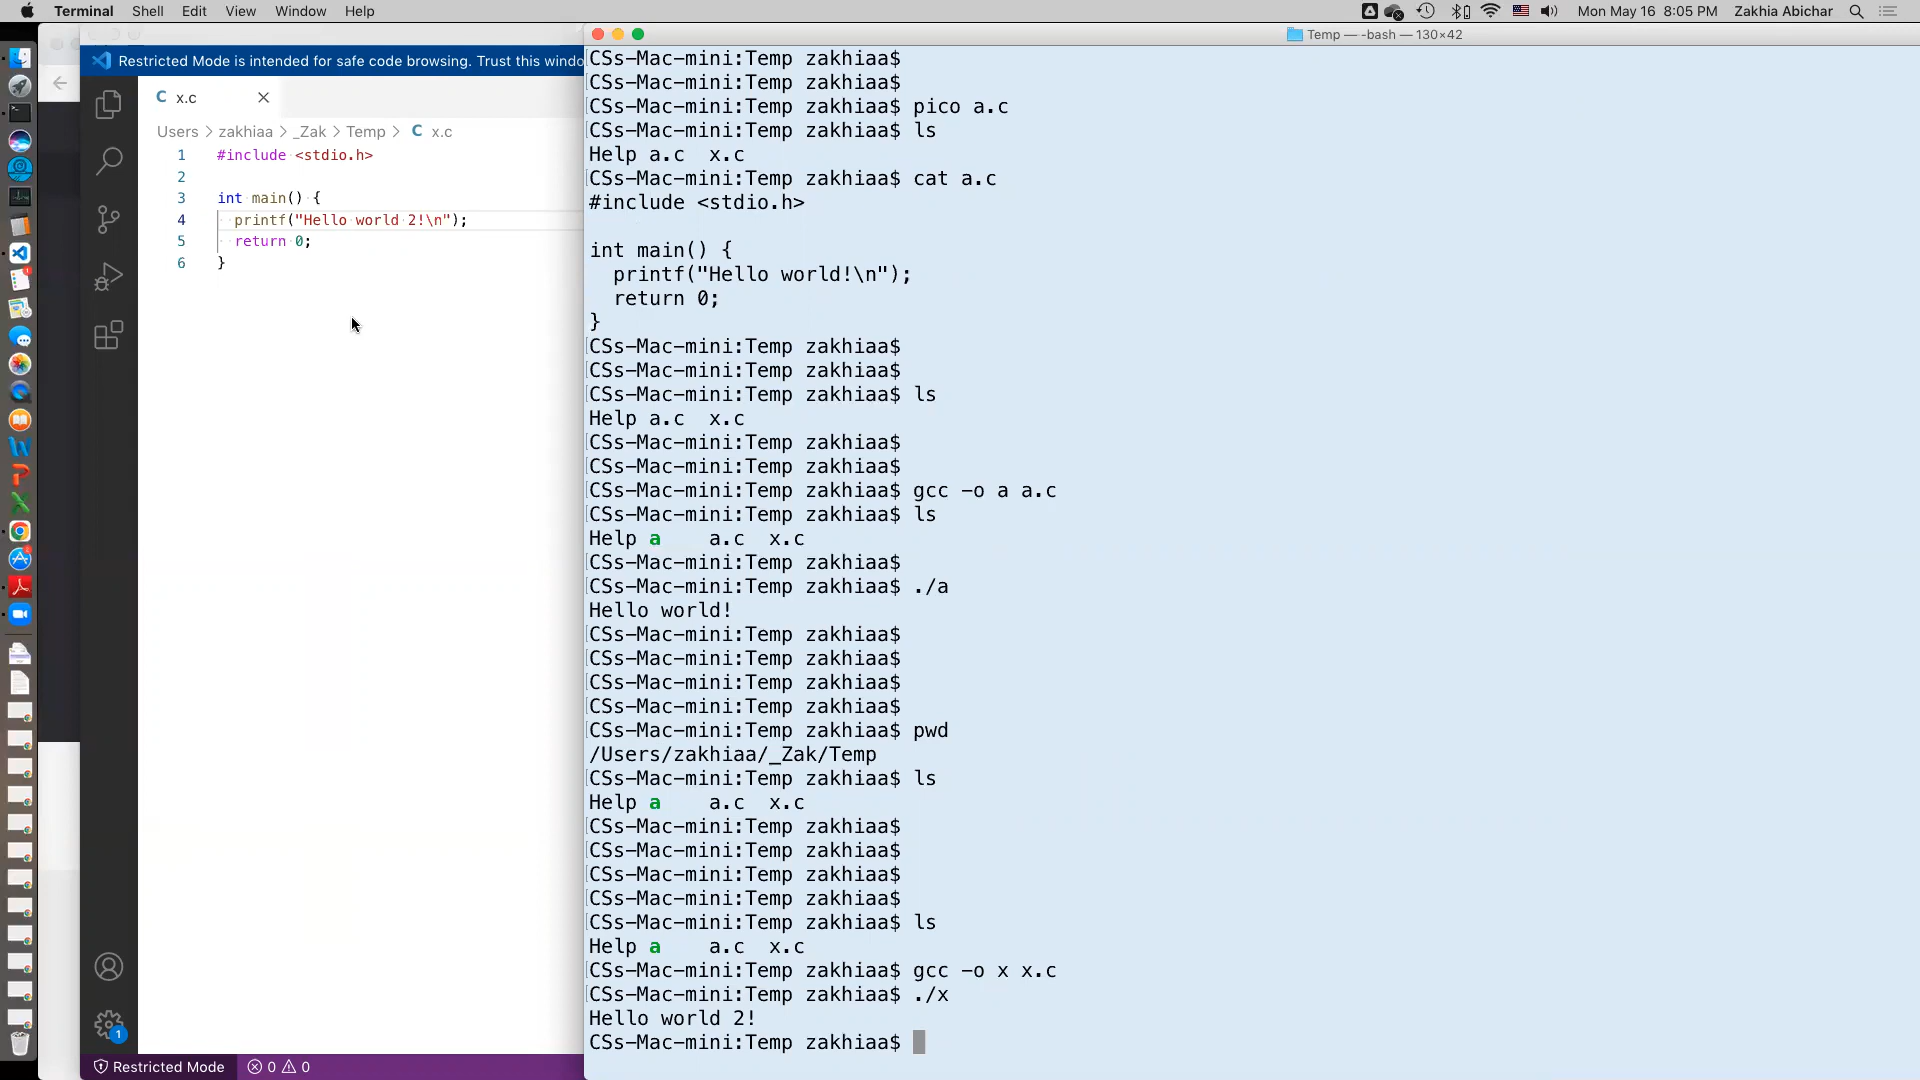 Terminal Shell Edit View Window Help
Mon May 16 8:05 PM Zakhia Abichar
Restricted Mode is intended for safe code browsing. Trust this windo
C x.c
Users > zakhiaa > _Zak > Temp > C x.c
1 #include <stdio.h>
2
3 int main() {
4 printf("Hello world 2!\n");
5 return 0;
6 }
1
Restricted Mode 0 0
Temp — -bash — 130×42
CSs-Mac-mini:Temp zakhiaa$
CSs-Mac-mini:Temp zakhiaa$
CSs-Mac-mini:Temp zakhiaa$ pico a.c
CSs-Mac-mini:Temp zakhiaa$ ls
Help a.c x.c
CSs-Mac-mini:Temp zakhiaa$ cat a.c
#include <stdio.h>
int main() {
printf("Hello world!\n");
return 0;
}
CSs-Mac-mini:Temp zakhiaa$
CSs-Mac-mini:Temp zakhiaa$
CSs-Mac-mini:Temp zakhiaa$ ls
Help a.c x.c
CSs-Mac-mini:Temp zakhiaa$
CSs-Mac-mini:Temp zakhiaa$
CSs-Mac-mini:Temp zakhiaa$ gcc -o a a.c
CSs-Mac-mini:Temp zakhiaa$ ls
Help a a.c x.c
CSs-Mac-mini:Temp zakhiaa$
CSs-Mac-mini:Temp zakhiaa$ ./a
Hello world!
CSs-Mac-mini:Temp zakhiaa$
CSs-Mac-mini:Temp zakhiaa$
CSs-Mac-mini:Temp zakhiaa$
CSs-Mac-mini:Temp zakhiaa$
CSs-Mac-mini:Temp zakhiaa$ pwd
/Users/zakhiaa/_Zak/Temp
CSs-Mac-mini:Temp zakhiaa$ ls
Help a a.c x.c
CSs-Mac-mini:Temp zakhiaa$
CSs-Mac-mini:Temp zakhiaa$
CSs-Mac-mini:Temp zakhiaa$
CSs-Mac-mini:Temp zakhiaa$
CSs-Mac-mini:Temp zakhiaa$ ls
Help a a.c x.c
CSs-Mac-mini:Temp zakhiaa$ gcc -o x x.c
CSs-Mac-mini:Temp zakhiaa$ ./x
Hello world 2!
CSs-Mac-mini:Temp zakhiaa$